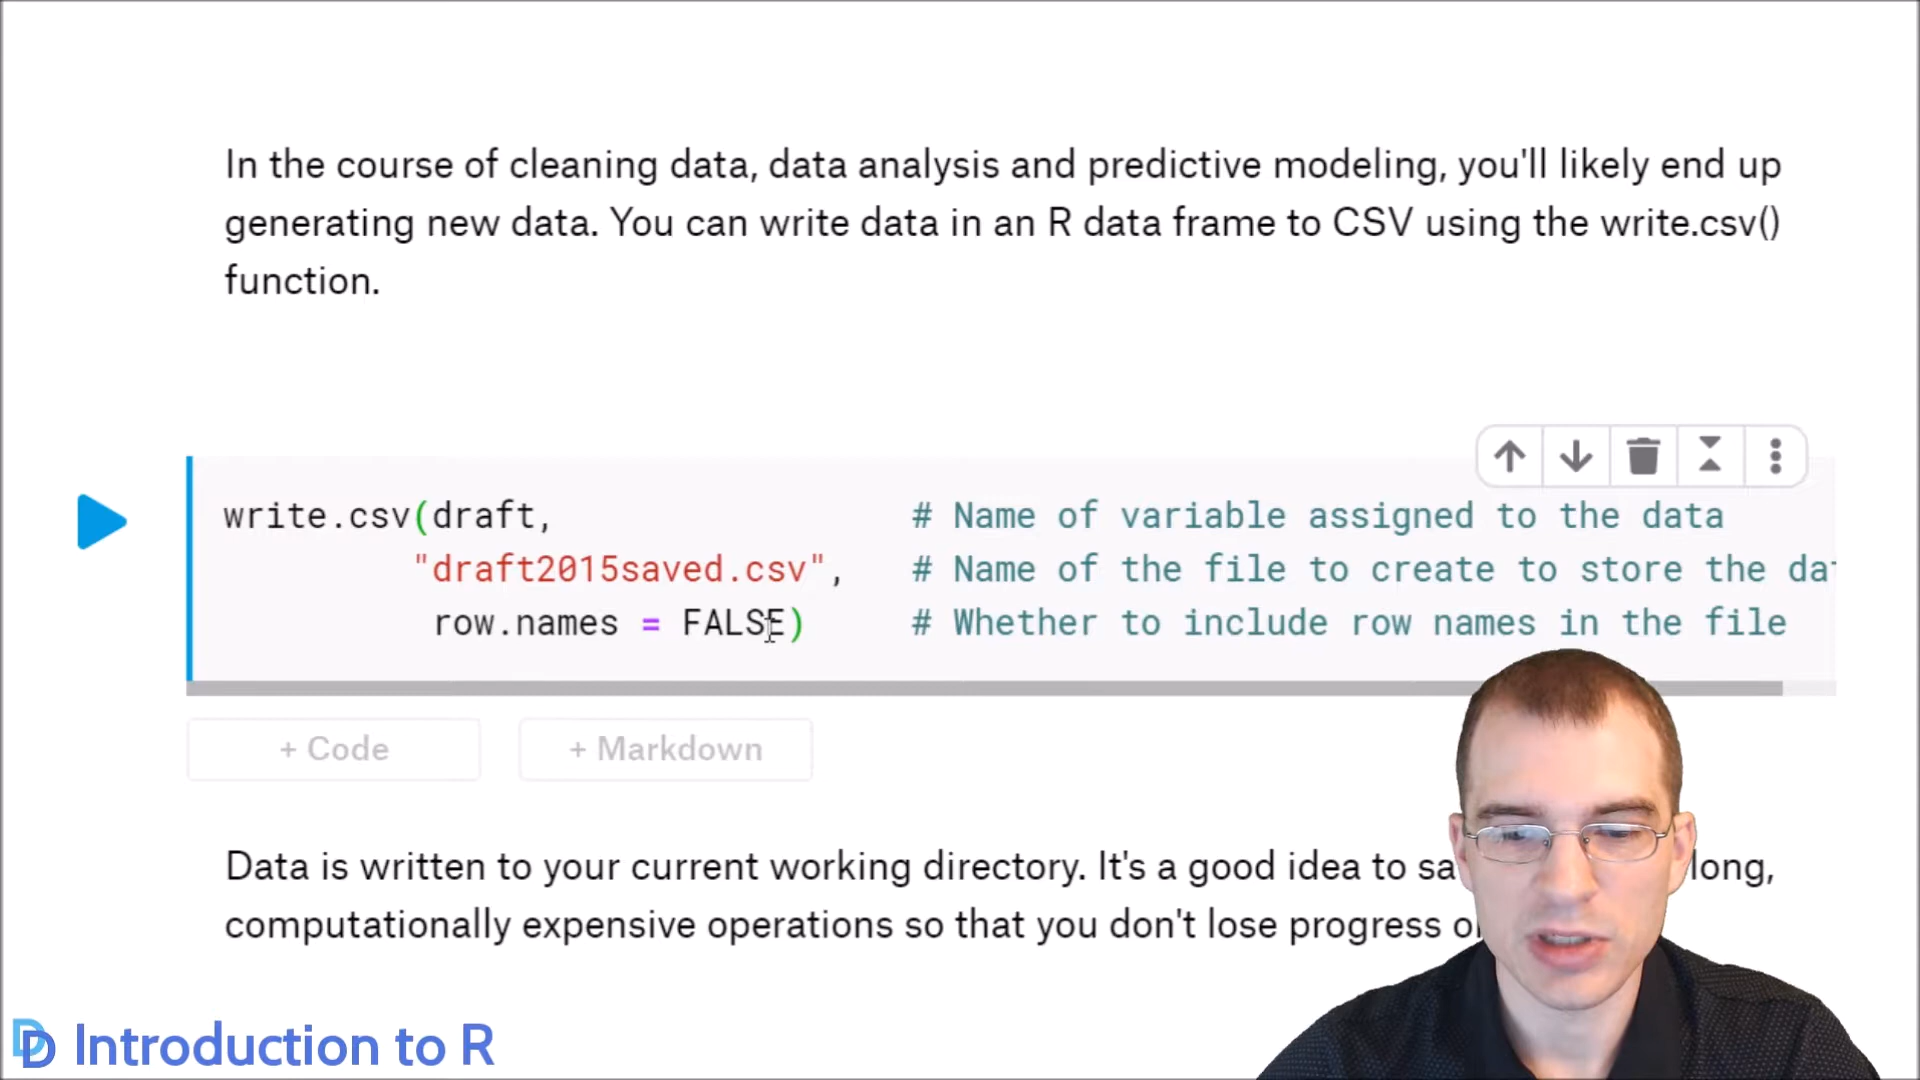 In the course of cleaning data, data analysis and predictive modeling, you'll likely end up
generating new data. You can write data in an R data frame to CSV using the write.csv()
function.
write.csv(draft, # Name of variable assigned to the data
"draft2015saved.csv", # Name of the file to create to store the
row.names = FALSE) # Whether to include row names in the file
+ Code + Markdown
Data is written to your current working directory. It's a good idea to long,
computationally expensive operations so that you don't lose progress
Introduction to R